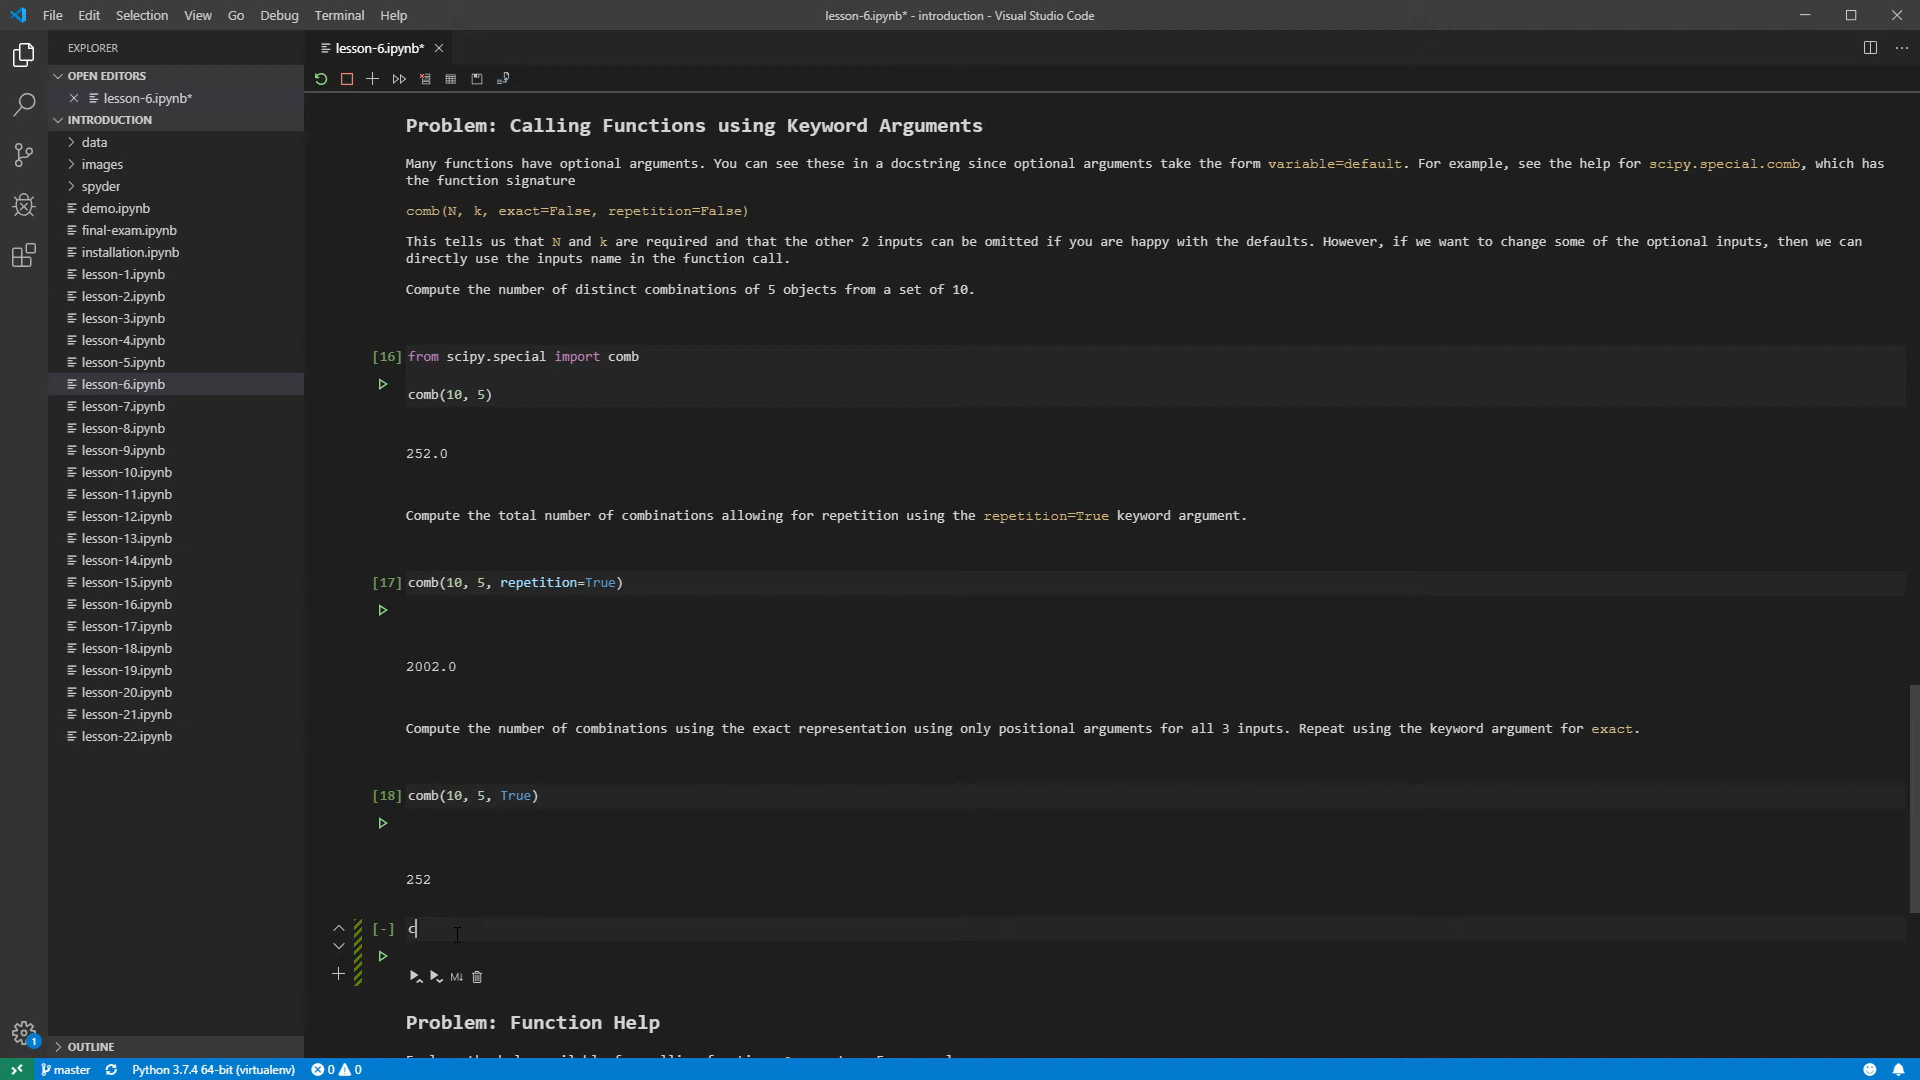 File Edit Selection View Go Debug Terminal Help
lesson-6.ipynb* - introduction - Visual Studio Code
EXPLORER
OPEN EDITORS
lesson-6.ipynb*
INTRODUCTION
data
images
spyder
demo.ipynb
final-exam.ipynb
installation.ipynb
lesson-1.ipynb
lesson-2.ipynb
lesson-3.ipynb
lesson-4.ipynb
lesson-5.ipynb
lesson-6.ipynb
lesson-7.ipynb
lesson-8.ipynb
lesson-9.ipynb
lesson-10.ipynb
lesson-11.ipynb
lesson-12.ipynb
lesson-13.ipynb
lesson-14.ipynb
lesson-15.ipynb
lesson-16.ipynb
lesson-17.ipynb
lesson-18.ipynb
lesson-19.ipynb
lesson-20.ipynb
lesson-21.ipynb
lesson-22.ipynb
OUTLINE
lesson-6.ipynb*
Problem: Calling Functions using Keyword Arguments
Many functions have optional arguments. You can see these in a docstring since optional arguments take the form variable=default. For example, see the help for scipy.special.comb, which has
the function signature
comb(N, k, exact=False, repetition=False)
This tells us that N and k are required and that the other 2 inputs can be omitted if you are happy with the defaults. However, if we want to change some of the optional inputs, then we can
directly use the inputs name in the function call.
Compute the number of distinct combinations of 5 objects from a set of 10.
[16] from scipy.special import comb
comb(10, 5)
252.0
Compute the total number of combinations allowing for repetition using the repetition=True keyword argument.
[17] comb(10, 5, repetition=True)
2002.0
Compute the number of combinations using the exact representation using only positional arguments for all 3 inputs. Repeat using the keyword argument for exact.
[18] comb(10, 5, True)
252
[-] c
M↓
Problem: Function Help
1
master Python 3.7.4 64-bit (virtualenv) 0 0